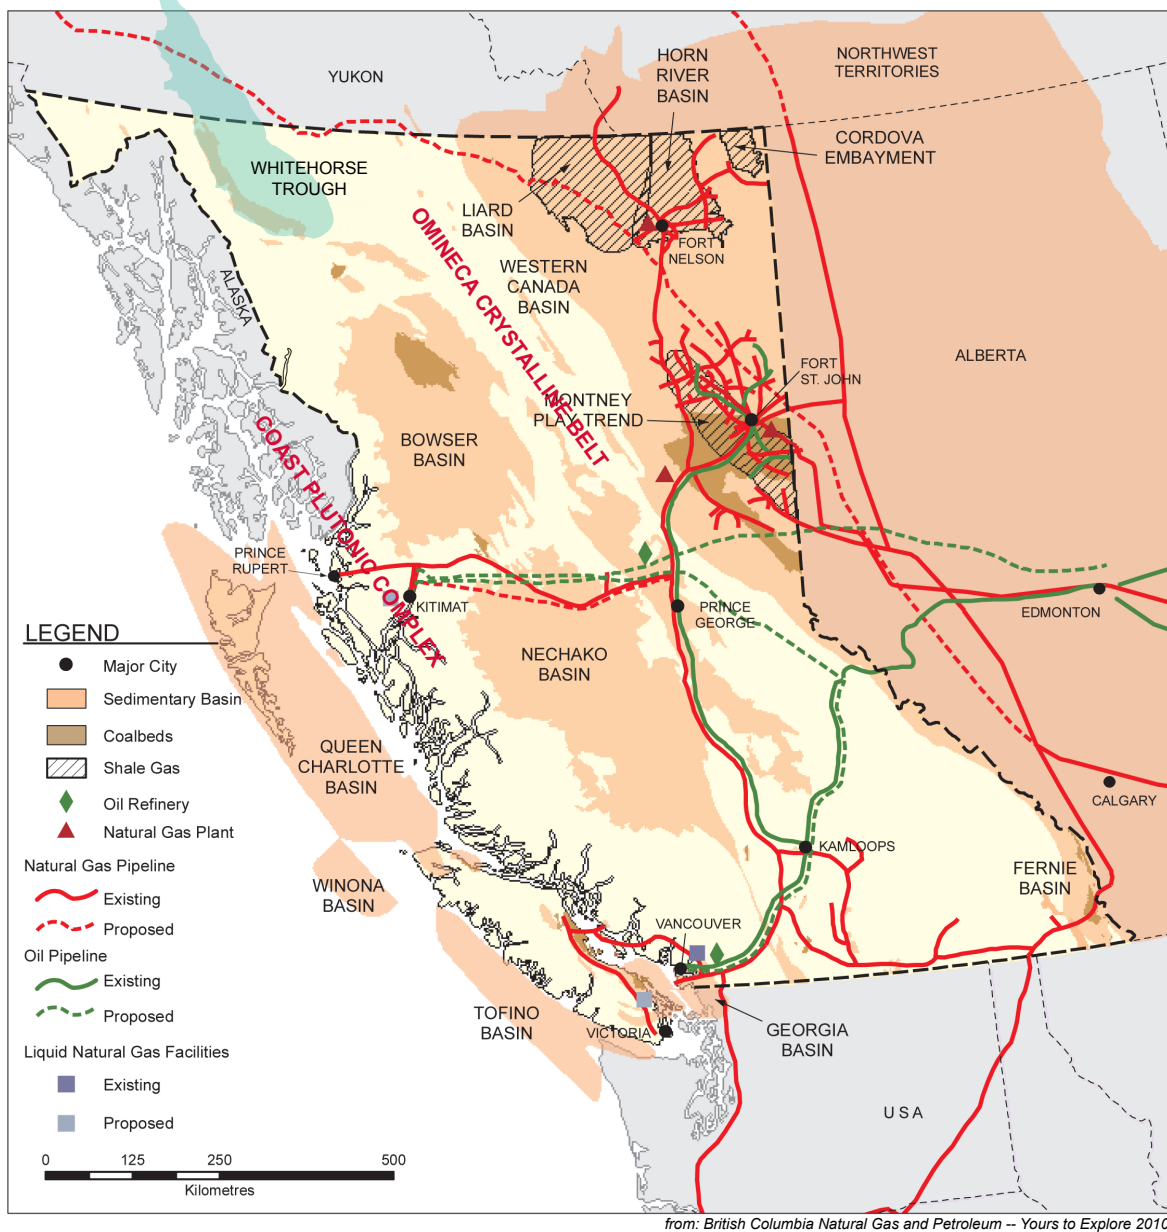 YUKON
HORN
RIVER
BASIN
NORTHWEST
TERRITORIES
CORDOVA
EMBAYMENT
WHITEHORSE
TROUGH
LIARD
BASIN
FORT
NELSON
OMINECA CRYSTALLINE BELT
WESTERN
CANADA
BASIN
ALASKA
ALBERTA
FORT
ST. JOHN
MONTNEY
PLAY TREND
BOWSER
BASIN
COAST PLUTONIC COMPLEX
PRINCE
RUPERT
KITIMAT
PRINCE
GEORGE
EDMONTON
NECHAKO
BASIN
QUEEN
CHARLOTTE
BASIN
CALGARY
KAMLOOPS
FERNIE
BASIN
WINONA
BASIN
VANCOUVER
TOFINO
BASIN
VICTORIA
GEORGIA
BASIN
USA
LEGEND
Major City
Sedimentary Basin
Coalbeds
Shale Gas
Oil Refinery
Natural Gas Plant
Natural Gas Pipeline
Existing
Proposed
Oil Pipeline
Existing
Proposed
Liquid Natural Gas Facilities
Existing
Proposed
0 125 250 500
Kilometres
from: British Columbia Natural Gas and Petroleum -- Yours to Explore 2010